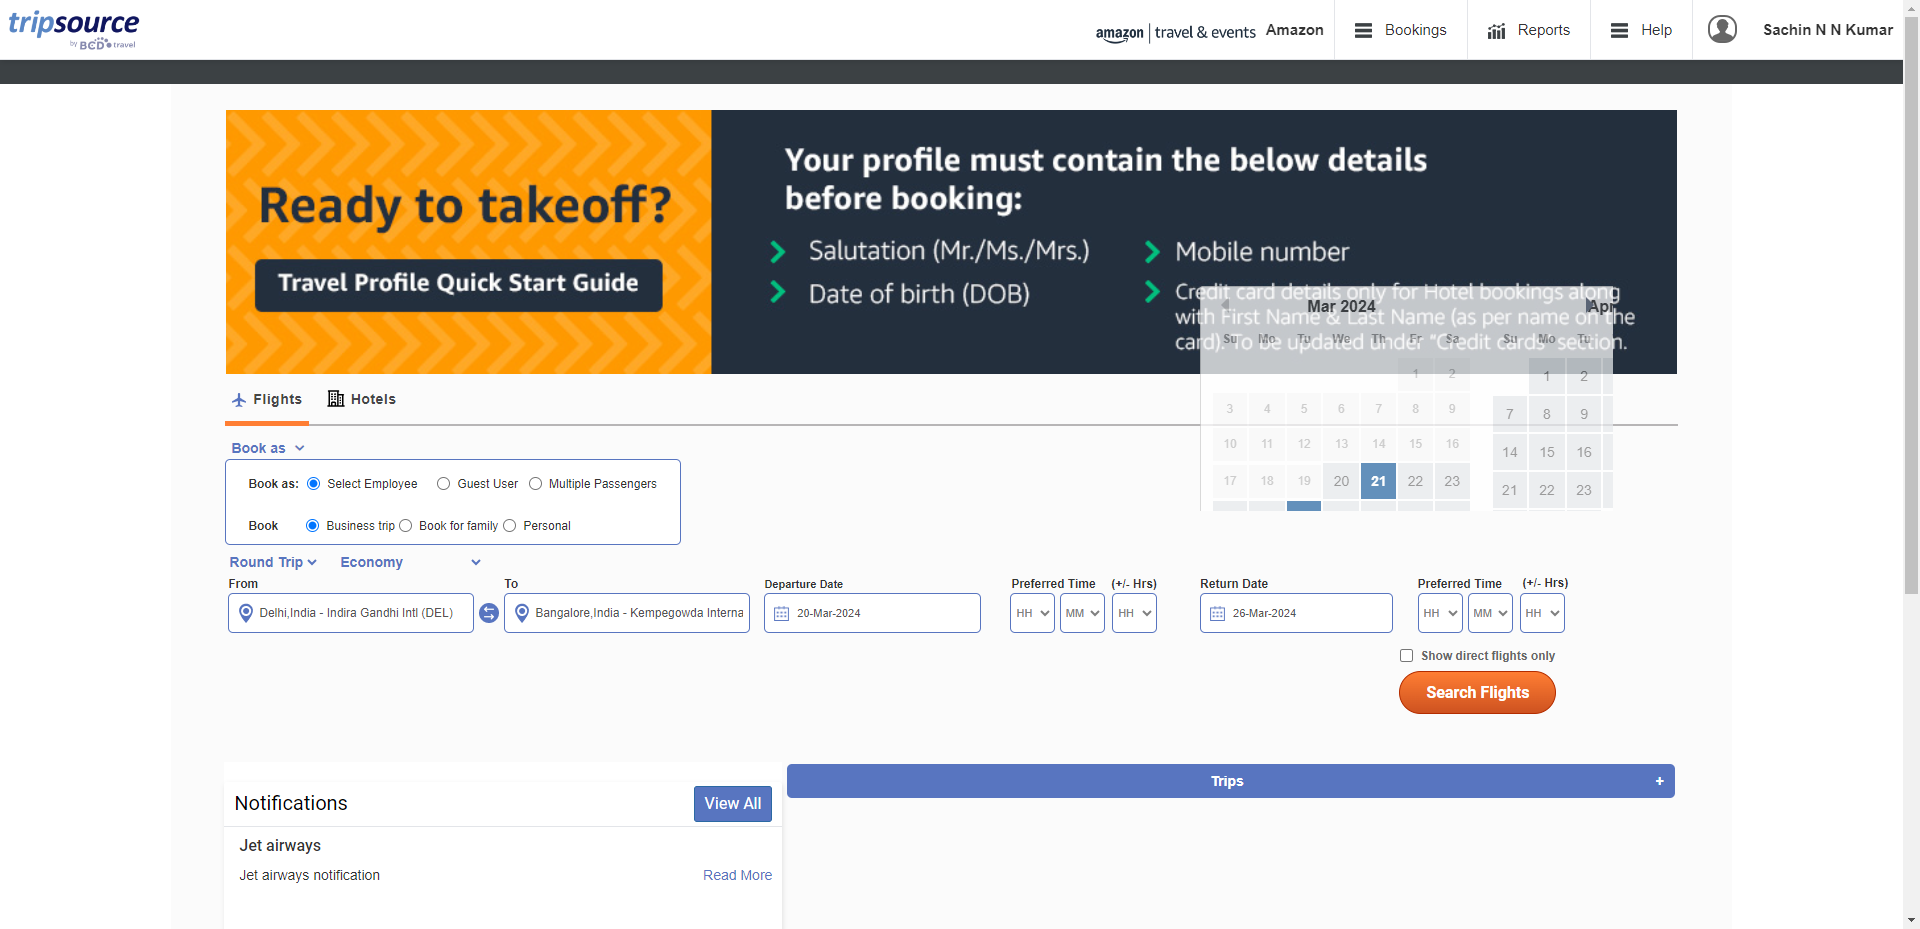 tripsource
by BCD travel
amazon | travel & events Amazon
Bookings
Reports
Help
Sachin N N Kumar
Ready to takeoff?
Travel Profile Quick Start Guide
Your profile must contain the below details
before booking:
Salutation (Mr./Ms./Mrs.)
Date of birth (DOB)
Mobile number
Credit card details only for Hotel bookings along
with First Name & Last Name (as per name on the
card). To be updated under "Credit cards" section.
Mar 2024
Su Mo Tu We Th Fr Sa
1 2
3 4 5 6 7 8 9
10 11 12 13 14 15 16
17 18 19 20 21 22 23
Apr
Su Mo Tu
1 2
7 8 9
14 15 16
21 22 23
Flights
Hotels
Book as
Book as: Select Employee Guest User Multiple Passengers
Book Business trip Book for family Personal
Round Trip Economy
From
Delhi,India - Indira Gandhi Intl (DEL)
To
Bangalore,India - Kempegowda Interna
Departure Date
20-Mar-2024
Preferred Time (+/- Hrs)
HH MM HH
Return Date
26-Mar-2024
Preferred Time (+/- Hrs)
HH MM HH
Show direct flights only
Search Flights
Notifications
View All
Jet airways
Jet airways notification
Read More
Trips +